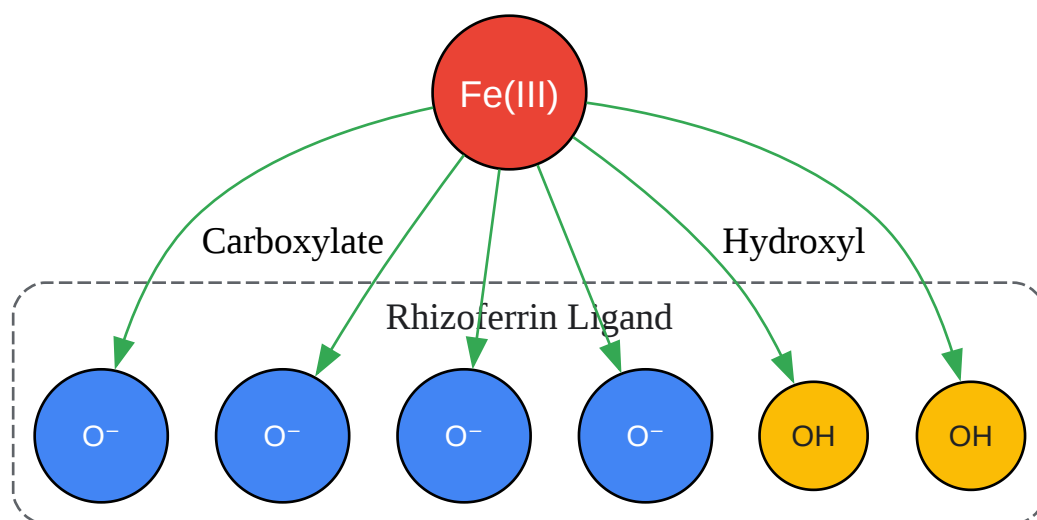 Fe(III)
Carboxylate
Hydroxyl
Rhizoferrin Ligand
O⁻
O⁻
O⁻
O⁻
OH
OH